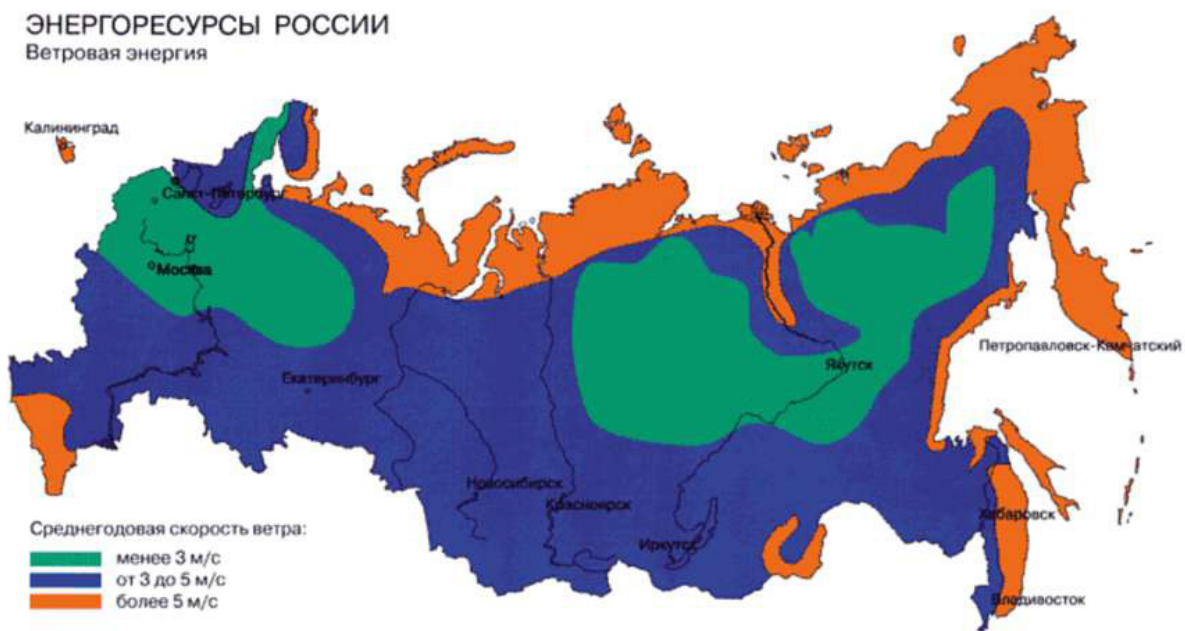 ЭНЕРГОРЕСУРСЫ РОССИИ
Ветровая энергия
Калининград
Санкт-Петербург
Москва
Петропавловск-Камчатский
Якутск
Екатеринбург
Новосибирск
Красноярск
Хабаровск
Иркутск
Владивосток
Среднегодовая скорость ветра:
менее 3 м/с
от 3 до 5 м/с
более 5 м/с